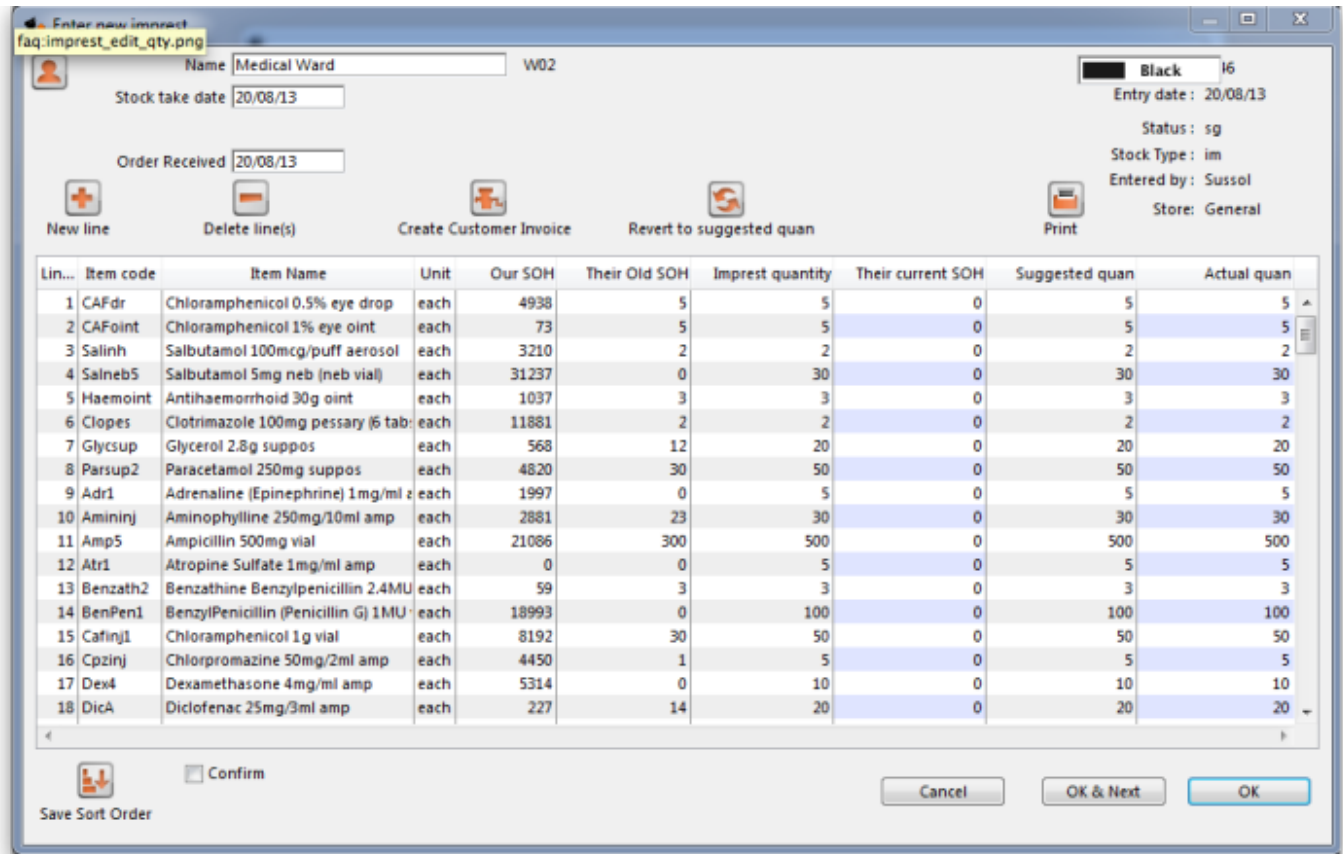 Enter new imprest
faq:imprest_edit_qty.png
Name Medical Ward W02 Black 46
Stock take date 20/08/13 Entry date : 20/08/13
Status : sg
Order Received 20/08/13 Stock Type : im
Entered by : Sussol
Store: General
New line Delete line(s) Create Customer Invoice Revert to suggested quan Print
Lin... Item code Item Name Unit Our SOH Their Old SOH Imprest quantity Their current SOH Suggested quan Actual quan
1 CAFdr Chloramphenicol 0.5% eye drop each 4938 5 5 0 5 5
2 CAFoint Chloramphenicol 1% eye oint each 73 5 5 0 5 5
3 Salinh Salbutamol 100mcg/puff aerosol each 3210 2 2 0 2 2
4 Salneb5 Salbutamol 5mg neb (neb vial) each 31237 0 30 0 30 30
5 Haemoint Antihaemorrhoid 30g oint each 1037 3 3 0 3 3
6 Clopes Clotrimazole 100mg pessary (6 tab: each 11881 2 2 0 2 2
7 Glycsup Glycerol 2.8g suppos each 568 12 20 0 20 20
8 Parsup2 Paracetamol 250mg suppos each 4820 30 50 0 50 50
9 Adr1 Adrenaline (Epinephrine) 1mg/ml each 1997 0 5 0 5 5
10 Amininj Aminophylline 250mg/10ml amp each 2881 23 30 0 30 30
11 Amp5 Ampicillin 500mg vial each 21086 300 500 0 500 500
12 Atr1 Atropine Sulfate 1mg/ml amp each 0 0 5 0 5 5
13 Benzath2 Benzathine Benzylpenicillin 2.4MU each 59 3 3 0 3 3
14 BenPen1 BenzylPenicillin (Penicillin G) 1MU each 18993 0 100 0 100 100
15 Cafinj1 Chloramphenicol 1g vial each 8192 30 50 0 50 50
16 Cpzinj Chlorpromazine 50mg/2ml amp each 4450 1 5 0 5 5
17 Dex4 Dexamethasone 4mg/ml amp each 5314 0 10 0 10 10
18 DicA Diclofenac 25mg/3ml amp each 227 14 20 0 20 20
Confirm
Cancel OK & Next OK
Save Sort Order